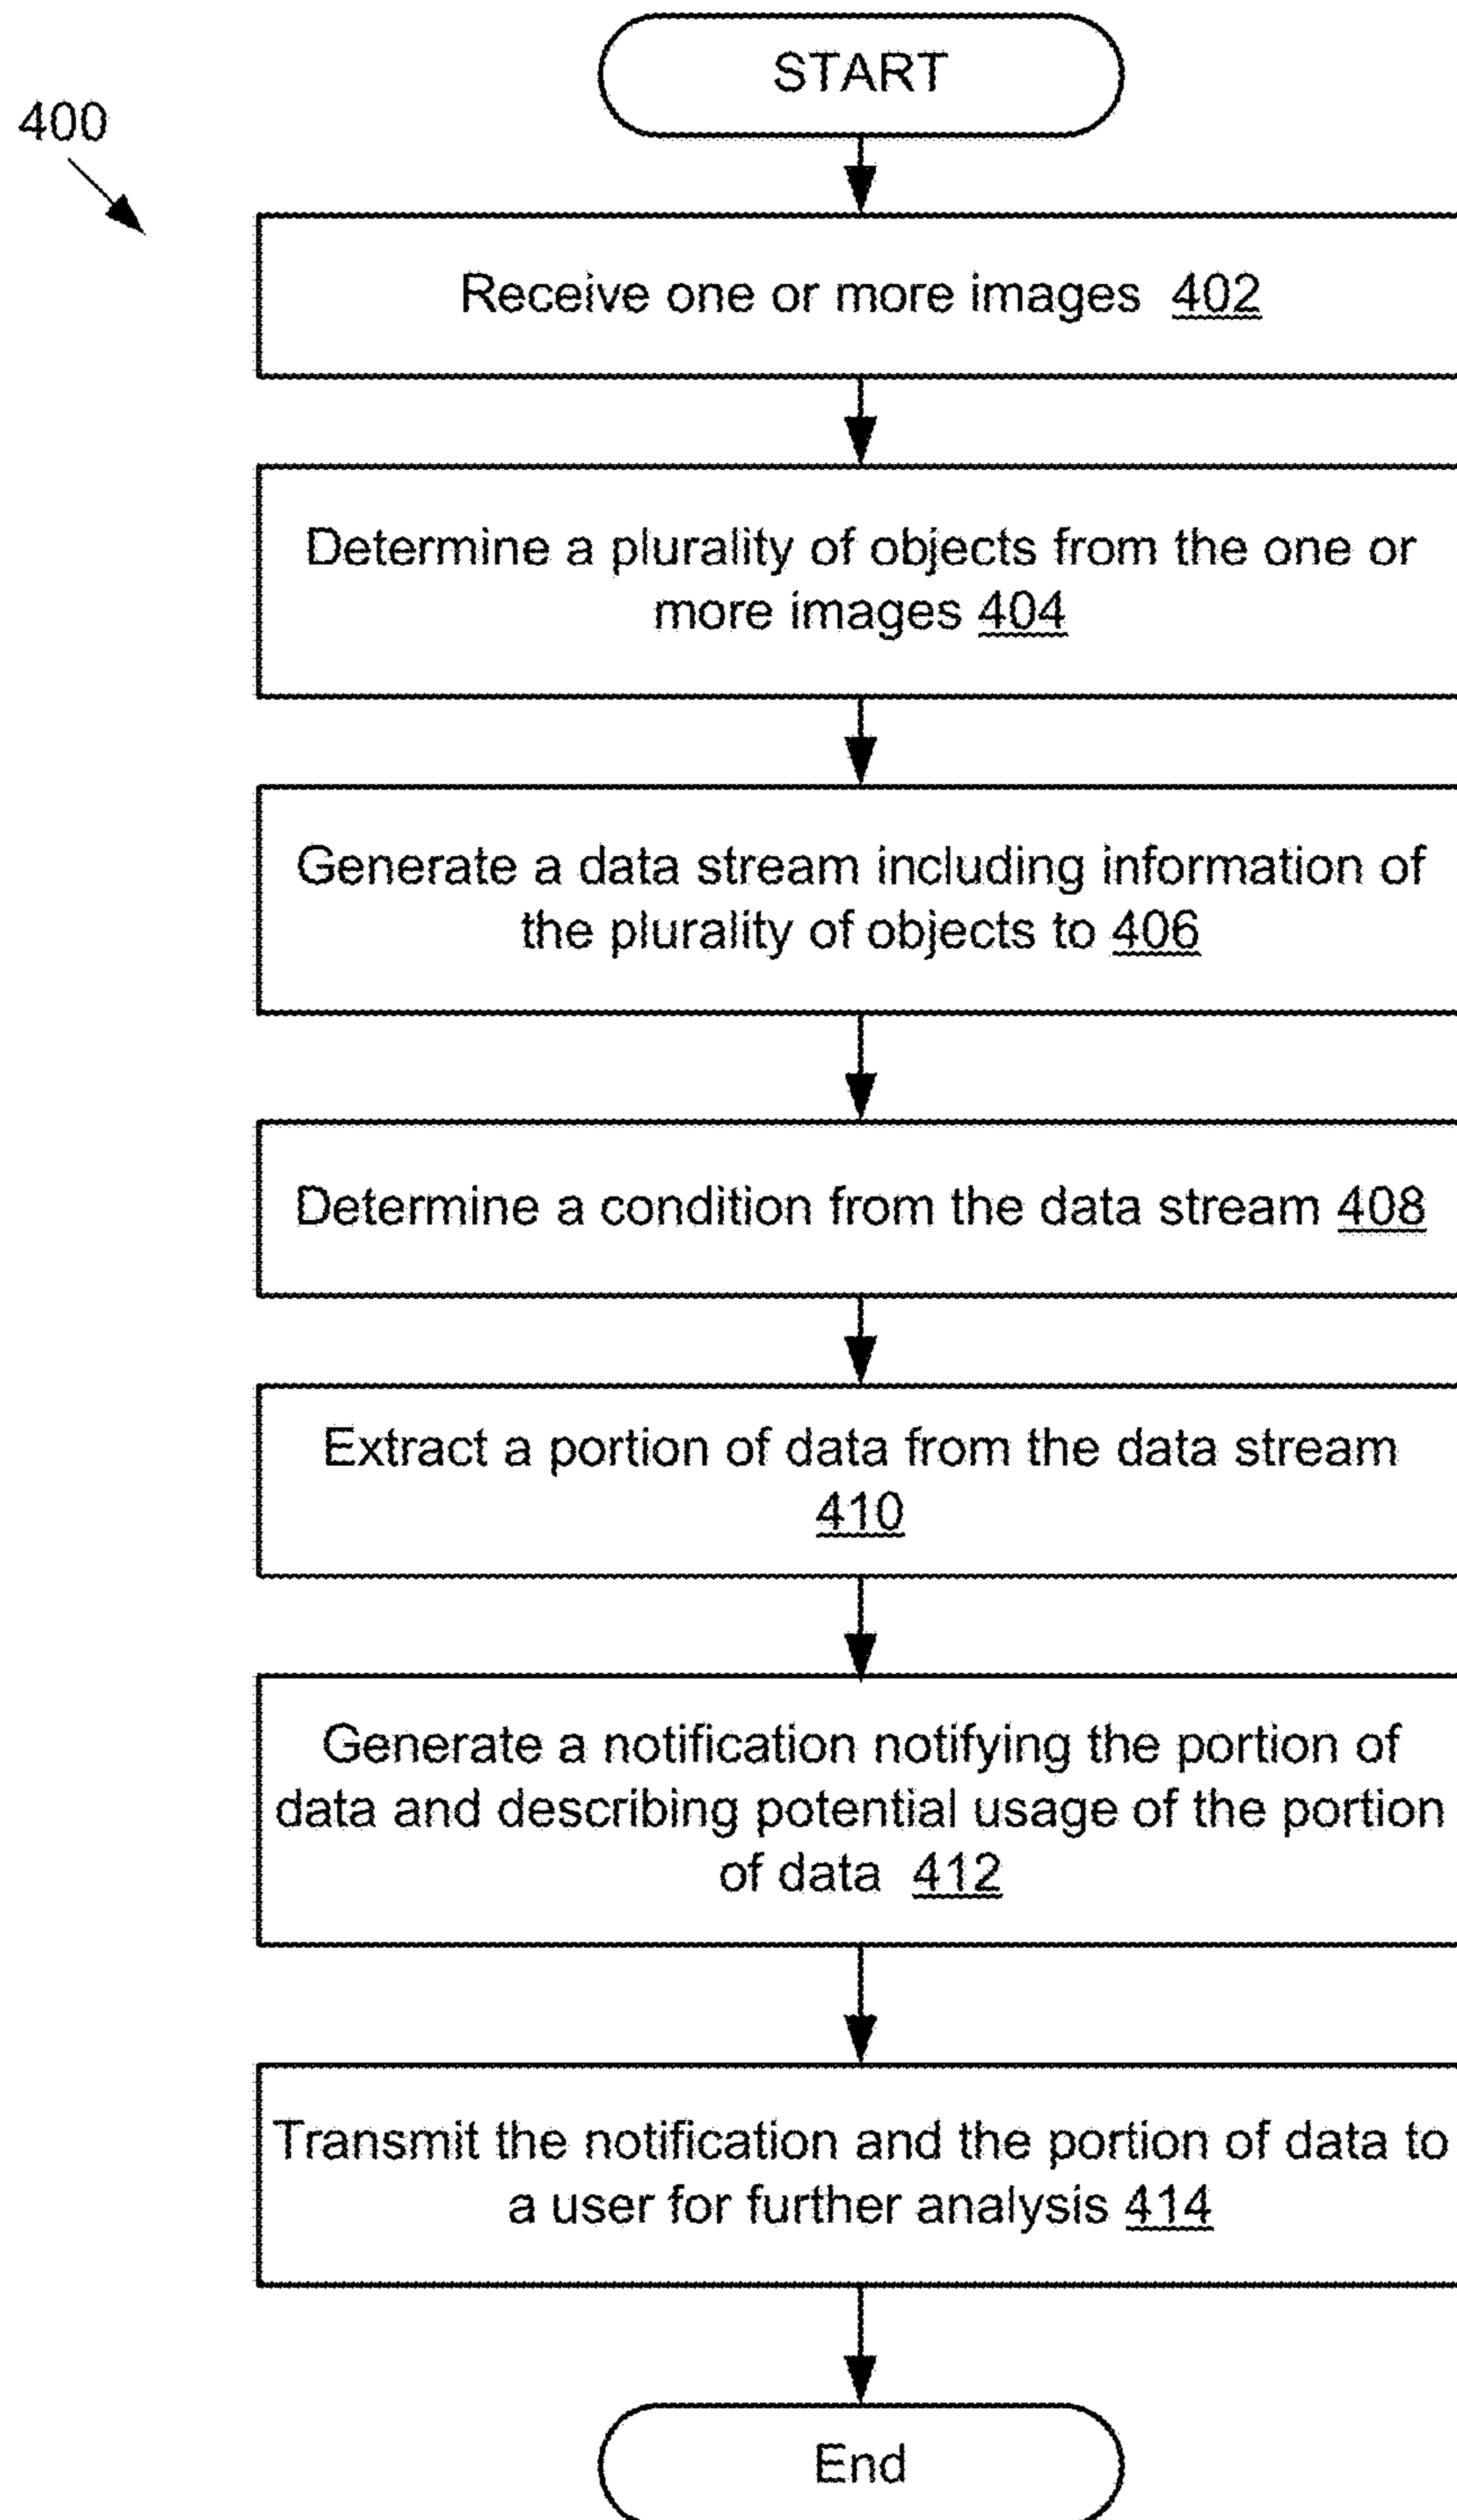 START
400
Receive one or more images 402
Determine a plurality of objects from the one or
more images 404
Generate a data stream including information of
the plurality of objects to 406
Determine a condition from the data stream 408
Extract a portion of data from the data stream
410
Generate a notification notifying the portion of
data and describing potential usage of the portion
of data 412
Transmit the notification and the portion of data to
a user for further analysis 414
End